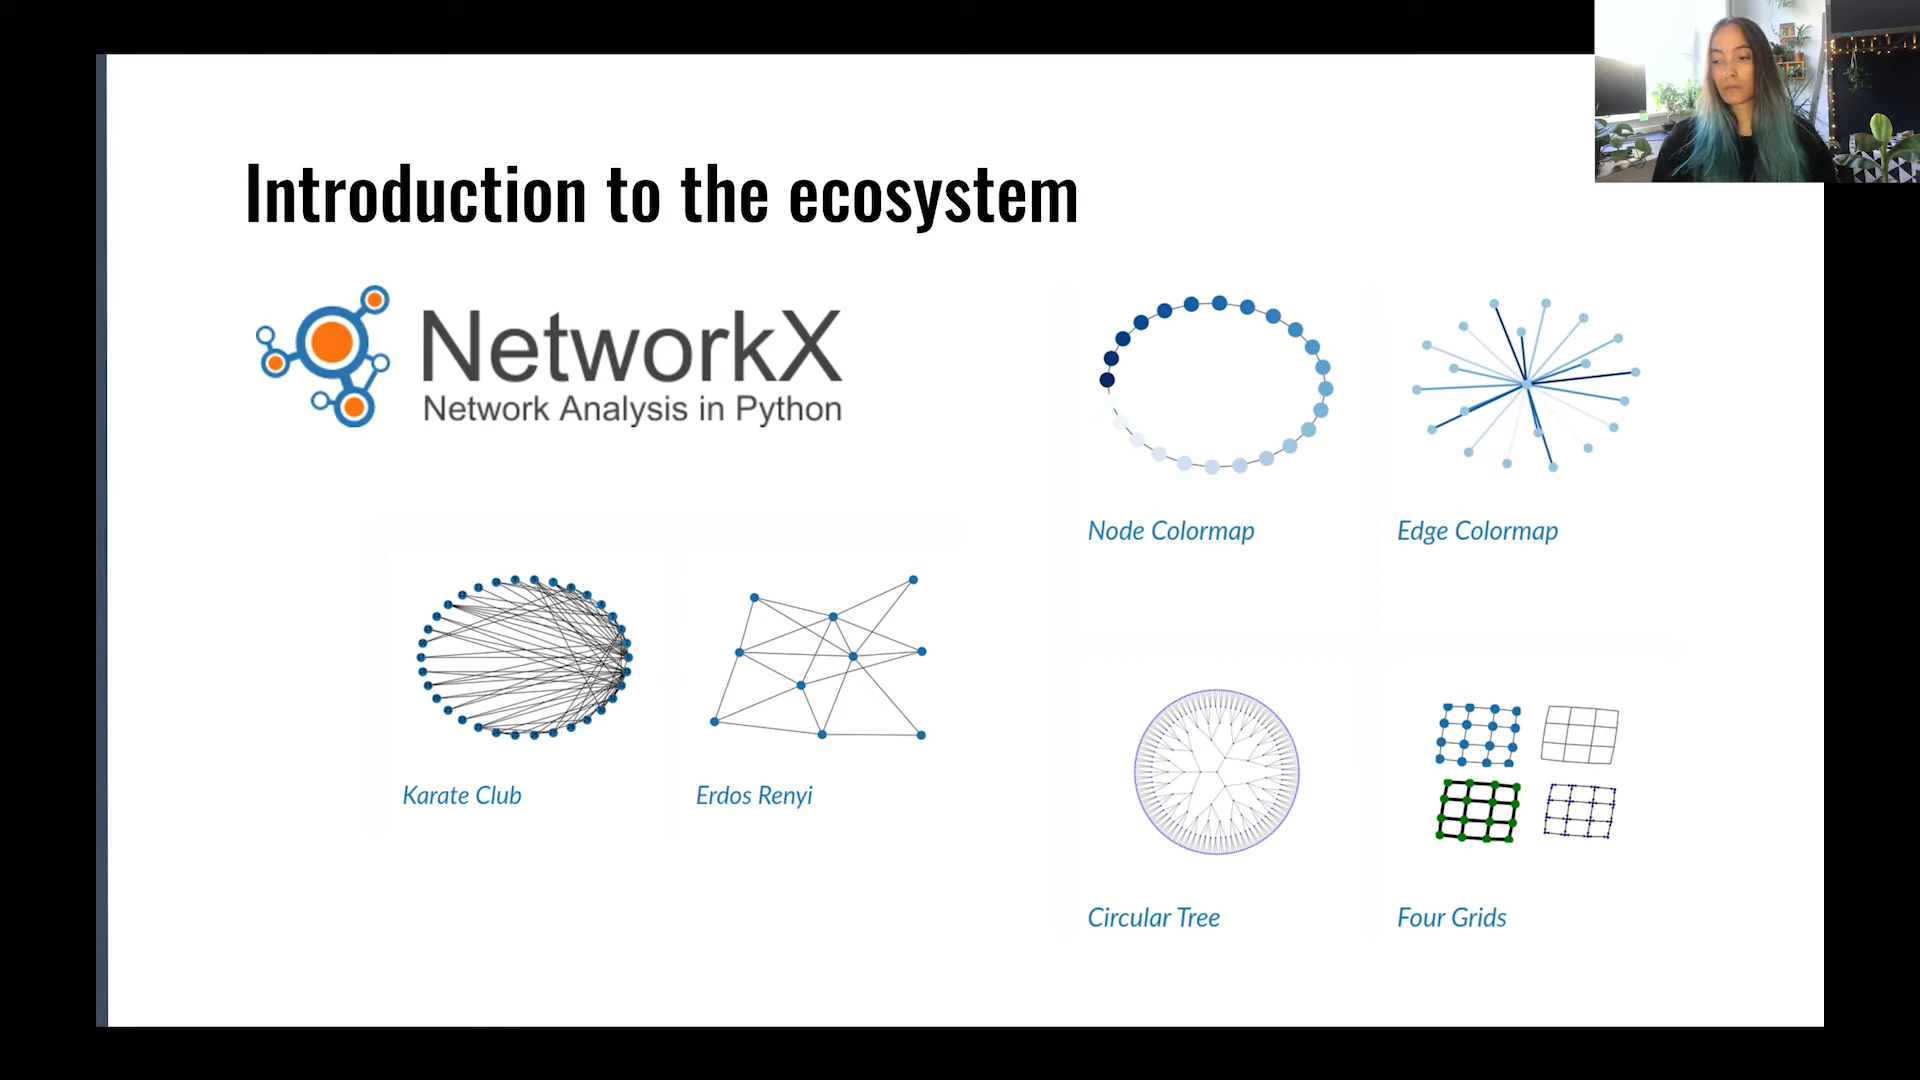 Introduction to the ecosystem
NetworkX
Network Analysis in Python
Node Colormap
Edge Colormap
Karate Club
Erdos Renyi
Circular Tree
Four Grids